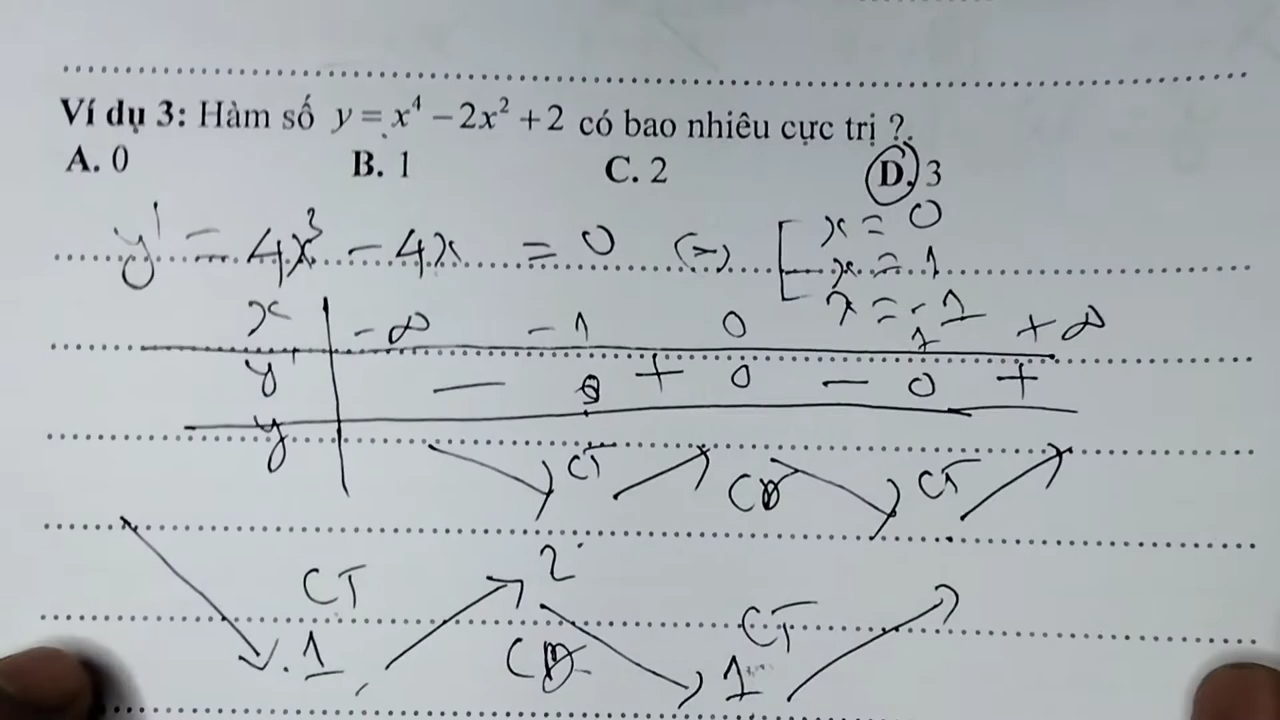 Ví dụ 3: Hàm số y = x⁴ − 2x² + 2 có bao nhiêu cực trị ?.
A. 0 B. 1 C. 2 D. 3
y' = 4x³ − 4x = 0 (=) [ x = 0
x = 1
x = -1
x -∞ -1 0 1 +∞
y' − 0 + 0 − 0 +
y
CT CĐ CT
2
CT CT
1 CĐ 1